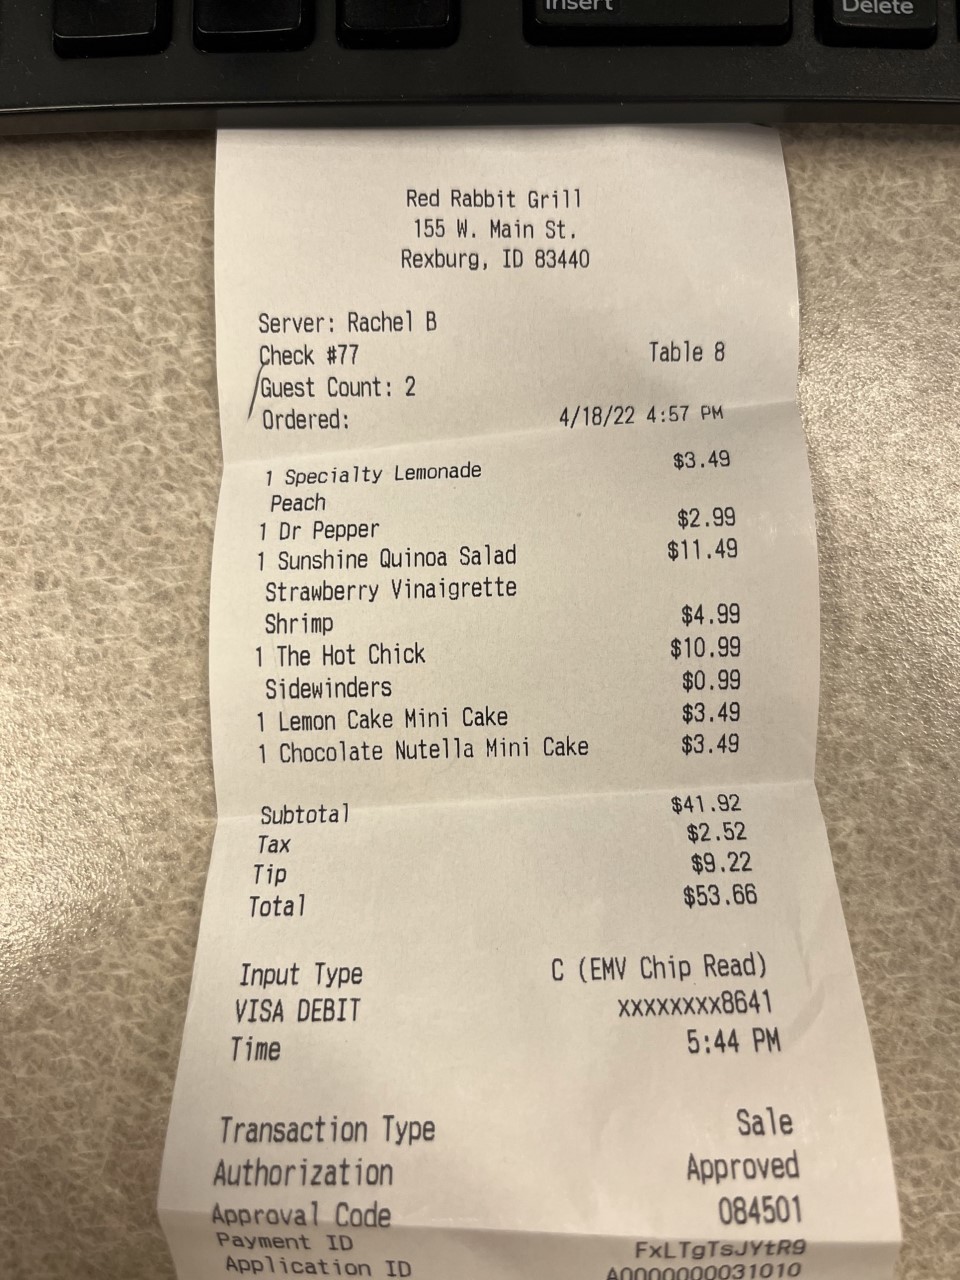 Insert
Delete
Red Rabbit Grill
155 W. Main St.
Rexburg, ID 83440
Server: Rachel B
Check #77 Table 8
Guest Count: 2
Ordered: 4/18/22 4:57 PM
1 Specialty Lemonade $3.49
Peach
1 Dr Pepper $2.99
1 Sunshine Quinoa Salad $11.49
Strawberry Vinaigrette
Shrimp $4.99
1 The Hot Chick $10.99
Sidewinders $0.99
1 Lemon Cake Mini Cake $3.49
1 Chocolate Nutella Mini Cake $3.49
Subtotal $41.92
Tax $2.52
Tip $9.22
Total $53.66
Input Type C (EMV Chip Read)
VISA DEBIT xxxxxxxx8641
Time 5:44 PM
Transaction Type Sale
Authorization Approved
Approval Code 084501
Payment ID FxLTgTsJYtR9
Application ID A0000000031010